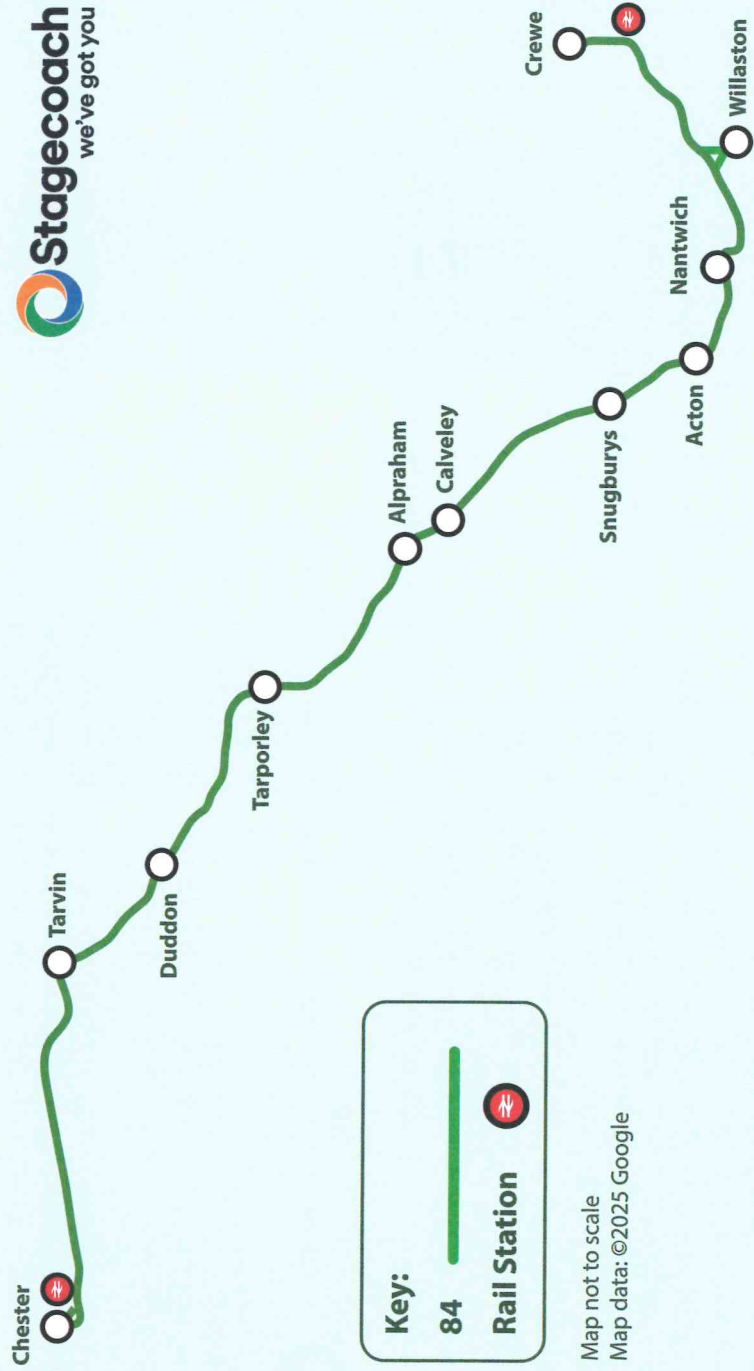 Stagecoach
we've got you
Chester
Tarvin
Duddon
Tarporley
Alpraham
Calveley
Snugburys
Acton
Nantwich
Willaston
Crewe
Key:
84
Rail Station
Map not to scale
Map data: ©2025 Google